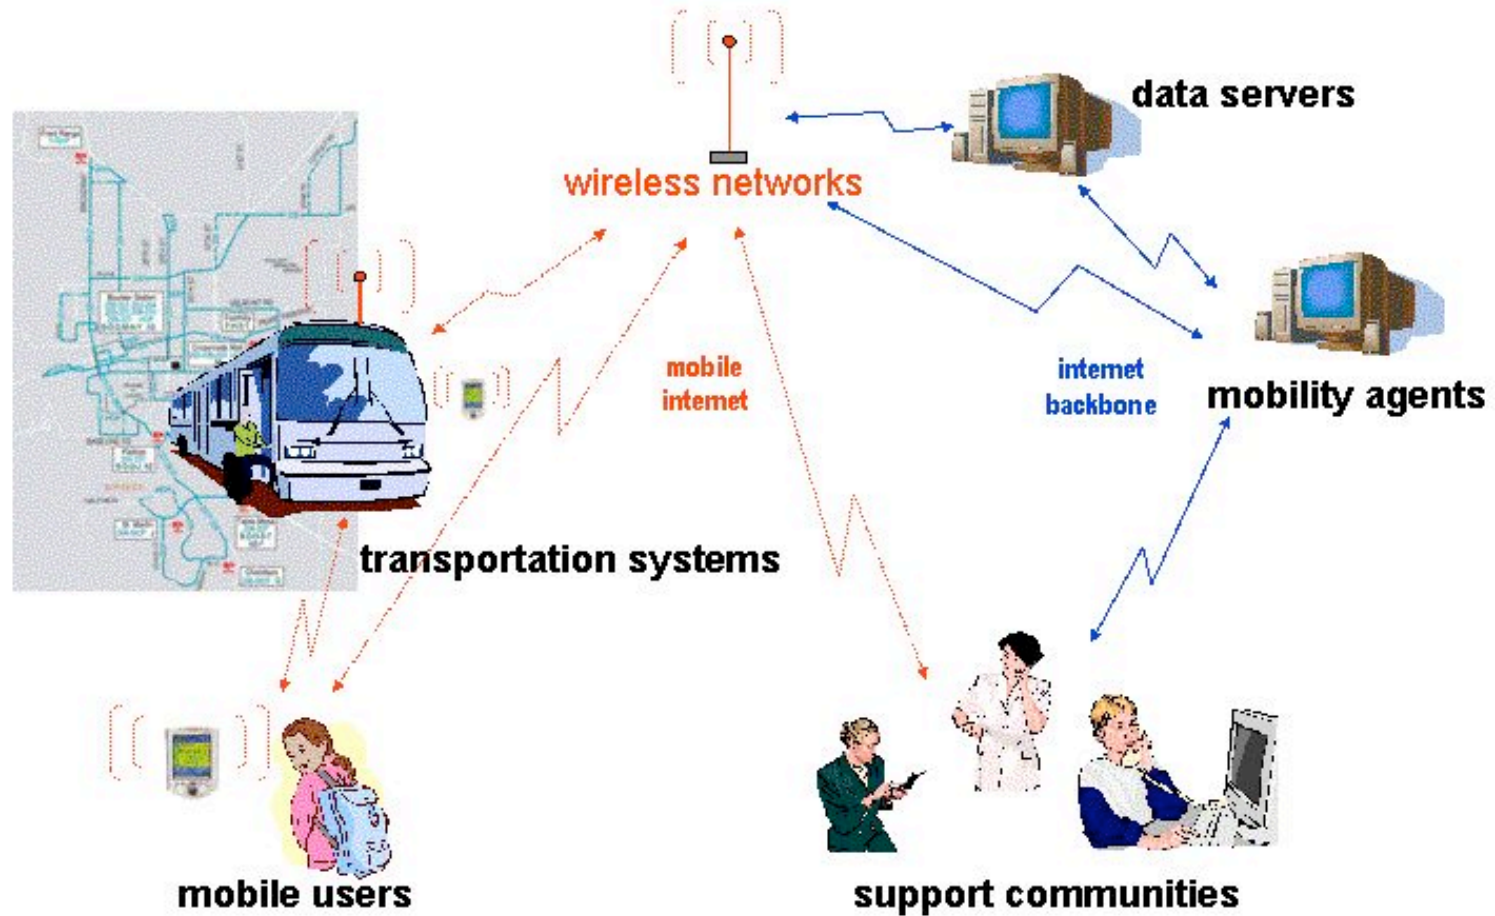 data servers
wireless networks
mobile
internet
internet
backbone
mobility agents
transportation systems
mobile users
support communities